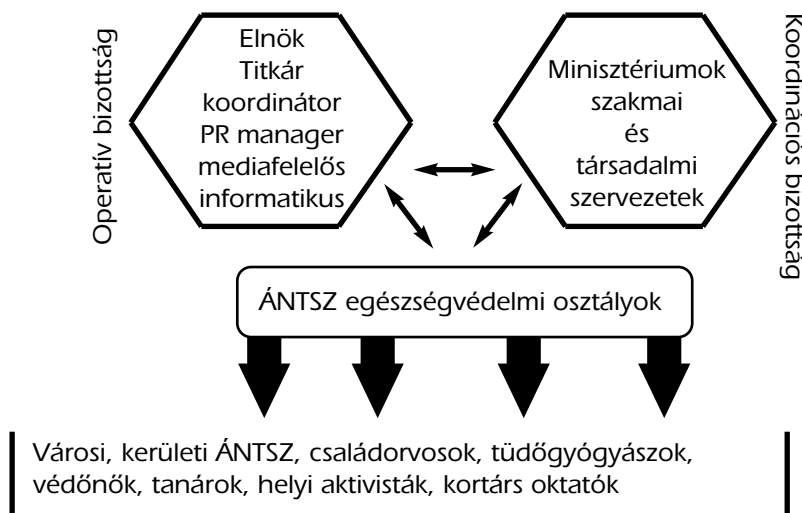 Operatív bizottság
Elnök
Titkár
koordinátor
PR manager
mediafelelős
informatikus
Minisztériumok
szakmai
és
társadalmi
szervezetek
Koordinációs bizottság
ÁNTSZ egészségvédelmi osztályok
Városi, kerületi ÁNTSZ, családorvosok, tüdőgyógyászok,
védőnők, tanárok, helyi aktivisták, kortárs oktatók